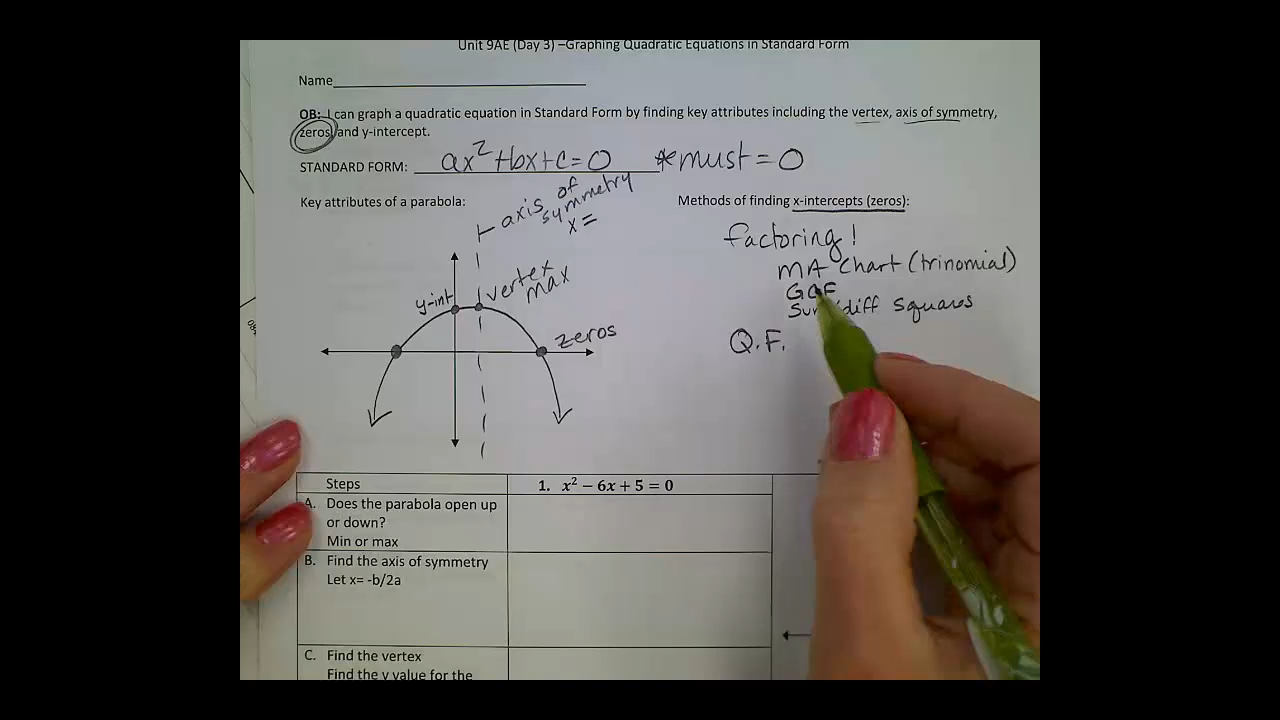 Unit 9AE (Day 3) –Graphing Quadratic Equations in Standard Form
Name
OB: I can graph a quadratic equation in Standard Form by finding key attributes including the vertex, axis of symmetry,
zeros, and y-intercept.
STANDARD FORM: ax² + bx + c = 0 *must = 0
Key attributes of a parabola:
axis of
symmetry
x =
y-int
vertex
max
zeros
Methods of finding x-intercepts (zeros):
factoring!
MA Chart (trinomial)
GCF
diff squares
Q.F.
Steps
1. x² − 6x + 5 = 0
A. Does the parabola open up
or down?
Min or max
B. Find the axis of symmetry
Let x= -b/2a
C. Find the vertex
Find the y value for the